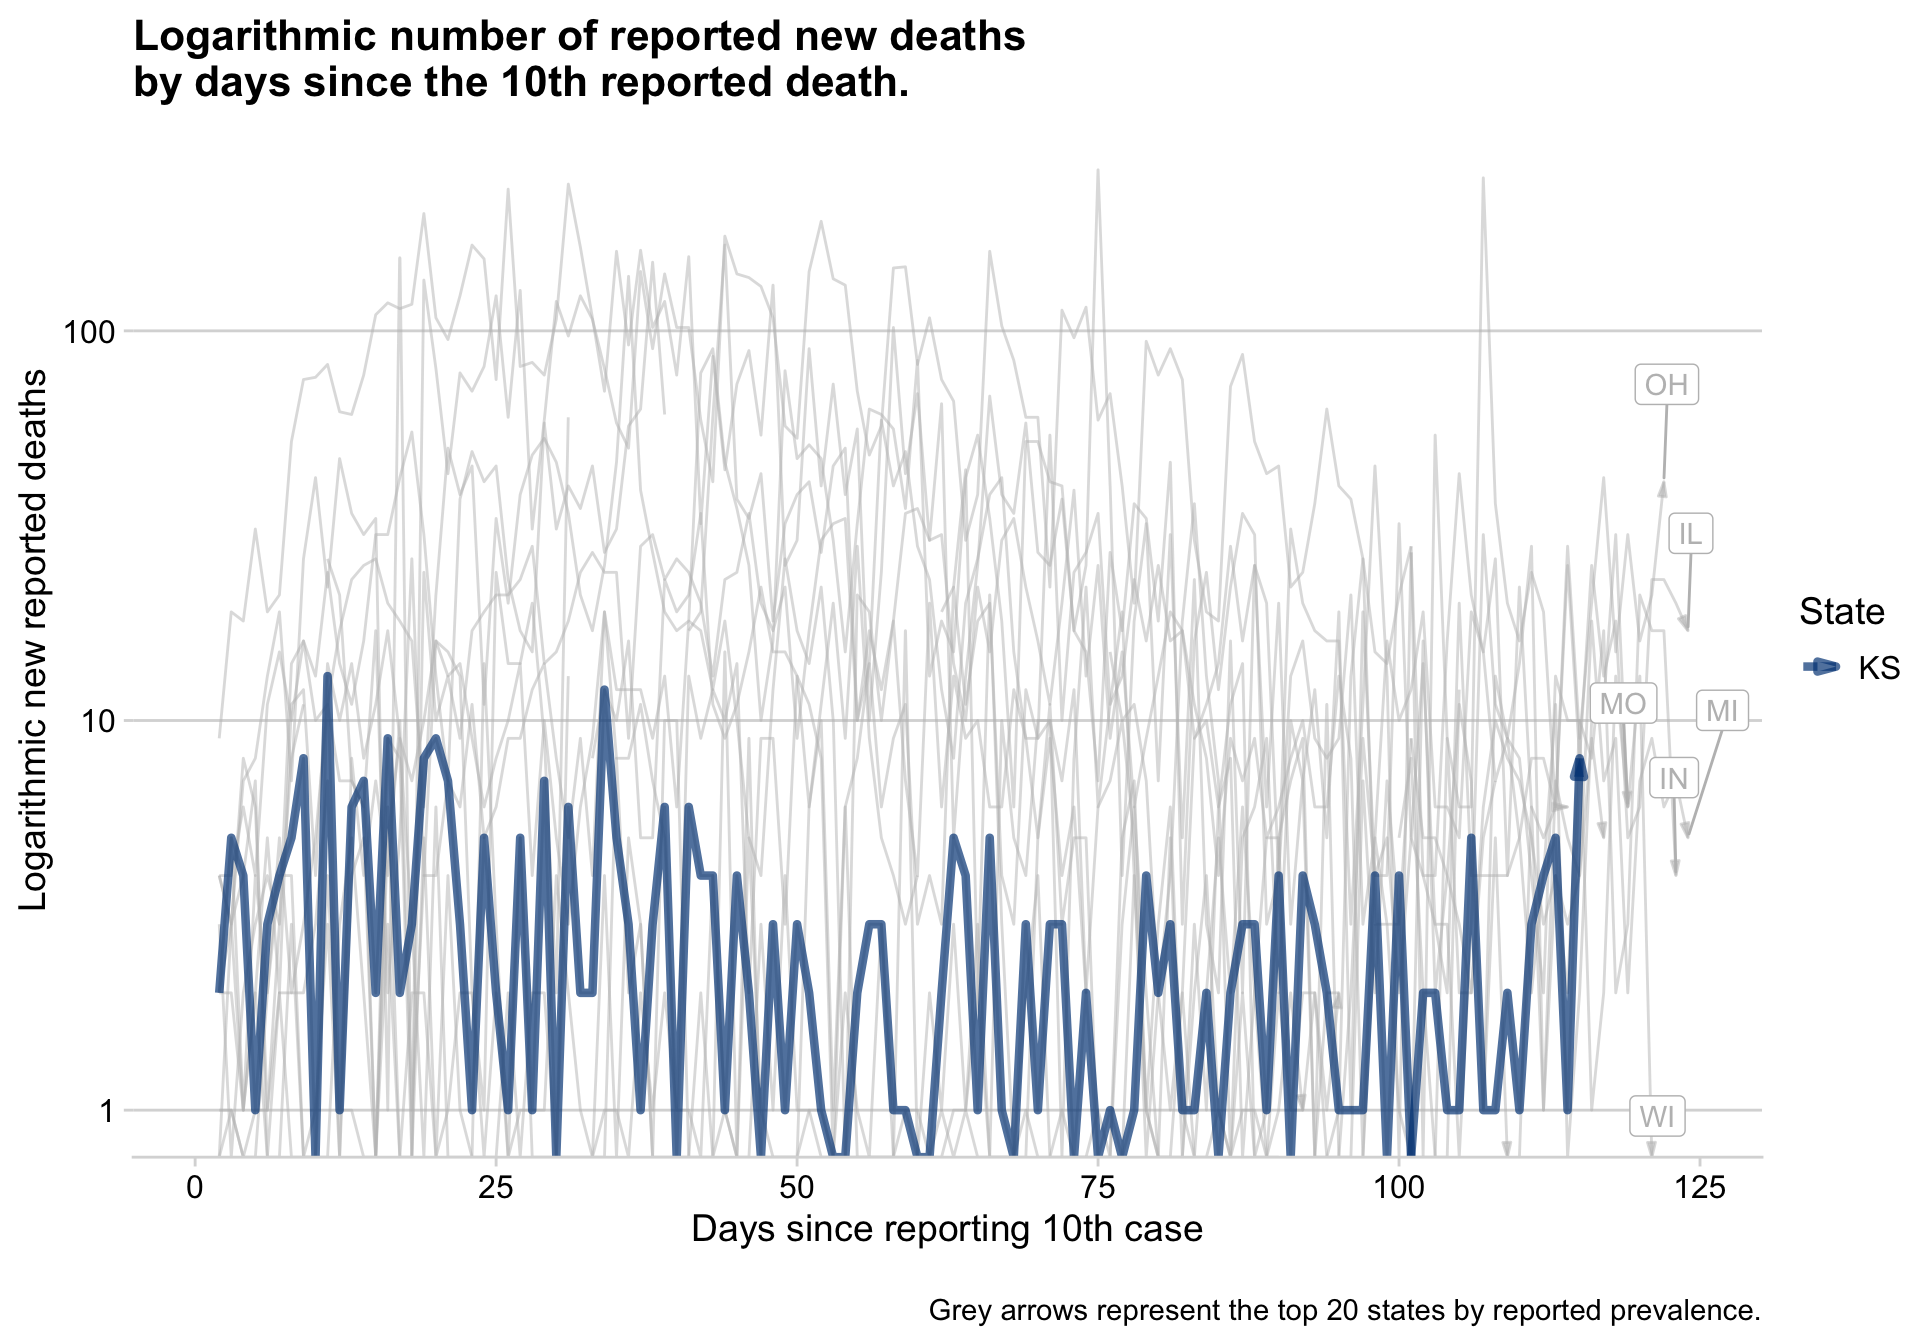 Logarithmic number of reported new deaths
by days since the 10th reported death.
Logarithmic new reported deaths
100
10
1
OH
IL
MO
MI
IN
WI
State
KS
0
25
50
75
100
125
Days since reporting 10th case
Grey arrows represent the top 20 states by reported prevalence.